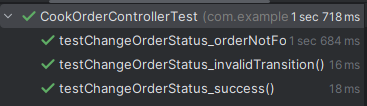 CookOrderControllerTest (com.example 1 sec 718 ms
testChangeOrderStatus_orderNotFo 1 sec 684 ms
testChangeOrderStatus_invalidTransition() 16 ms
testChangeOrderStatus_success() 18 ms